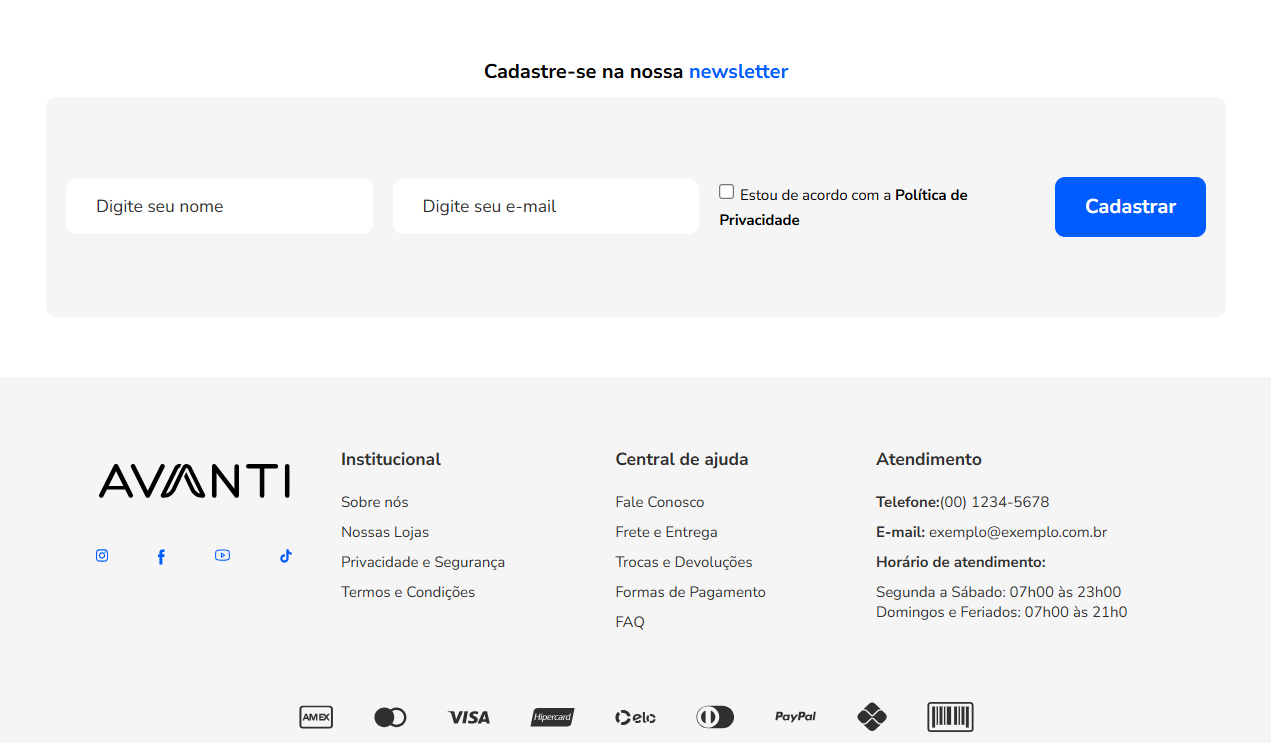 Cadastre-se na nossa newsletter
Digite seu nome
Digite seu e-mail
Estou de acordo com a Política de
Privacidade
Cadastrar
AVANTI
Institucional
Sobre nós
Nossas Lojas
Privacidade e Segurança
Termos e Condições
Central de ajuda
Fale Conosco
Frete e Entrega
Trocas e Devoluções
Formas de Pagamento
FAQ
Atendimento
Telefone:(00) 1234-5678
E-mail: exemplo@exemplo.com.br
Horário de atendimento:
Segunda a Sábado: 07h00 às 23h00
Domingos e Feriados: 07h00 às 21h0
AMEX
VISA
Hipercard
elo
PayPal